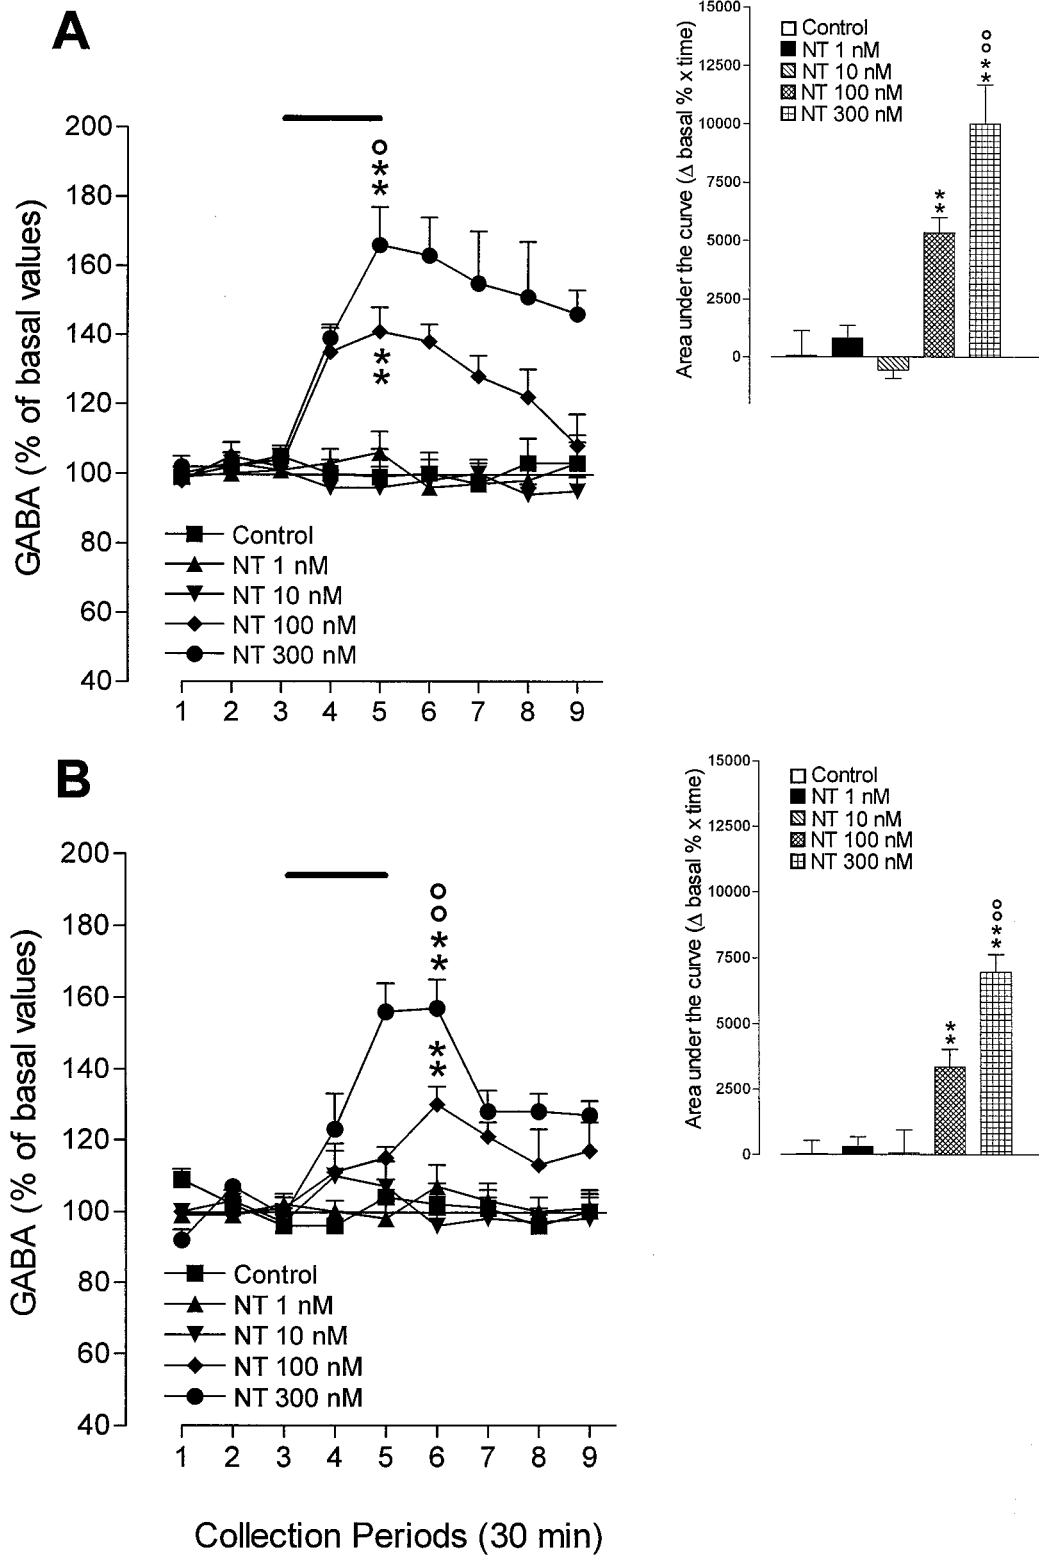 A
GABA (% of basal values)
200
180
160
140
120
100
80
60
40
○
*
*
*
*
Control
NT 1 nM
NT 10 nM
NT 100 nM
NT 300 nM
1 2 3 4 5 6 7 8 9
Area under the curve (Δ basal % x time)
15000
12500
10000
7500
5000
2500
0
Control
NT 1 nM
NT 10 nM
NT 100 nM
NT 300 nM
*
*
○
○
*
*
B
GABA (% of basal values)
200
180
160
140
120
100
80
60
40
○
○
*
*
*
*
Control
NT 1 nM
NT 10 nM
NT 100 nM
NT 300 nM
1 2 3 4 5 6 7 8 9
Collection Periods (30 min)
Area under the curve (Δ basal % x time)
15000
12500
10000
7500
5000
2500
0
Control
NT 1 nM
NT 10 nM
NT 100 nM
NT 300 nM
*
*
○
○
*
*